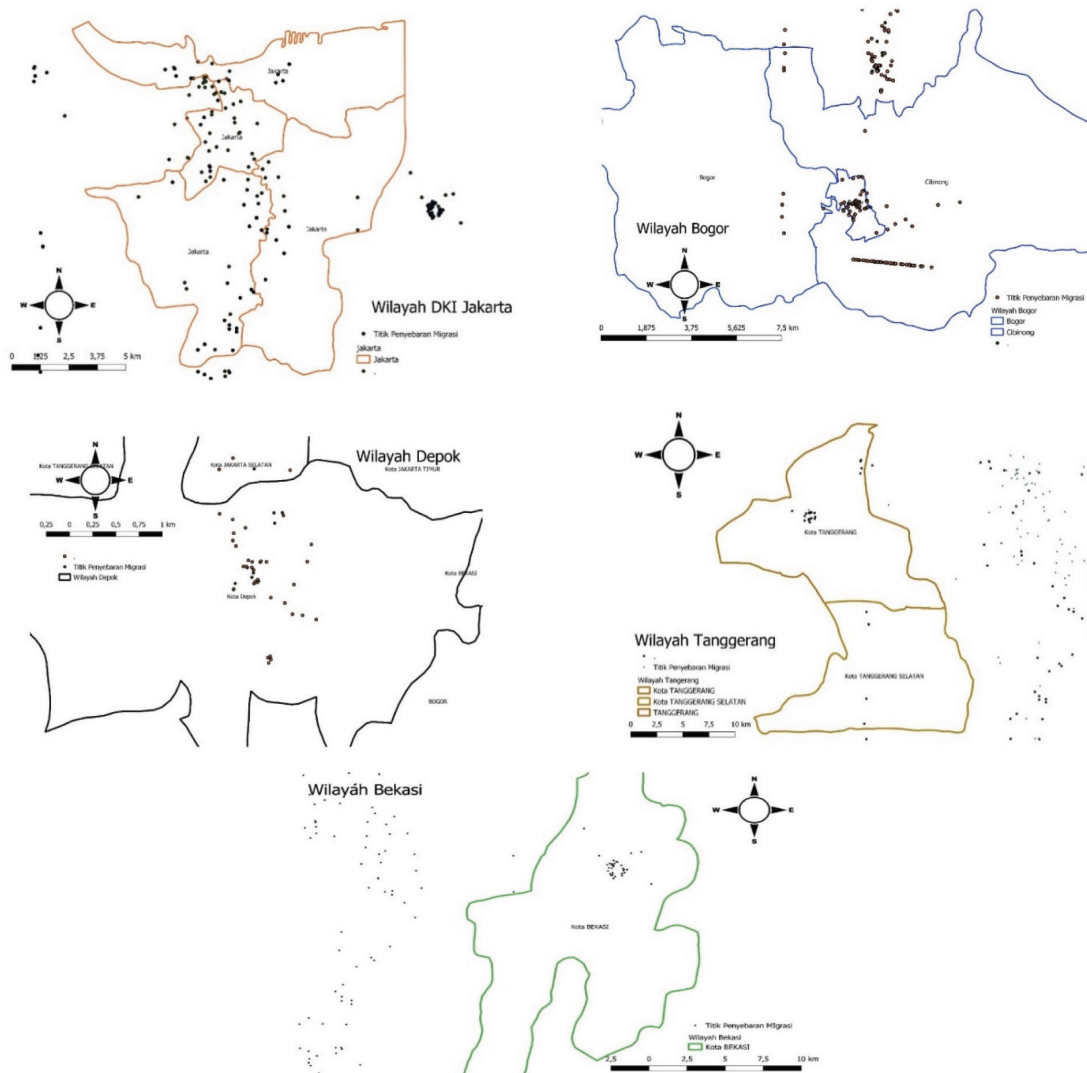 N
W E
S
Jakarta
Jakarta
Jakarta
Jakarta
Wilayah DKI Jakarta
Titik Penyebaran Migrasi
jakarta
Jakarta
.
0 1,25 2,5 3,75 5 km
Bogor
Cibinong
Wilayah Bogor
N
W E
S
Titik Penyebaran Migrasi
Wilayah Bogor
Bogor
Cibinong
.
0 1,875 3,75 5,625 7,5 km
N
W E
S
Kota TANGGERANG SELATAN
Kota JAKARTA SELATAN
Wilayah Depok
Kota JAKARTA TIMUR
0,25 0 0,25 0,5 0,75 1 km
.
Titik Penyebaran Migrasi
Wilayah Depok
Kota BEKASI
Kota Depok
BOGOR
N
W E
S
Kota TANGGERANG
Wilayah Tanggerang
.
Titik Penyebaran Migrasi
Wilayah Tangerang
Kota TANGGERANG
Kota TANGGERANG SELATAN
TANGGERANG
0 2,5 5 7,5 10 km
Kota TANGGERANG SELATAN
Wilayah Bekasi
N
W E
S
Kota BEKASI
Titik Penyebaran MIgrasi
Wilayah Bekasi
Kota BEKASI
2,5 0 2,5 5 7,5 10 km